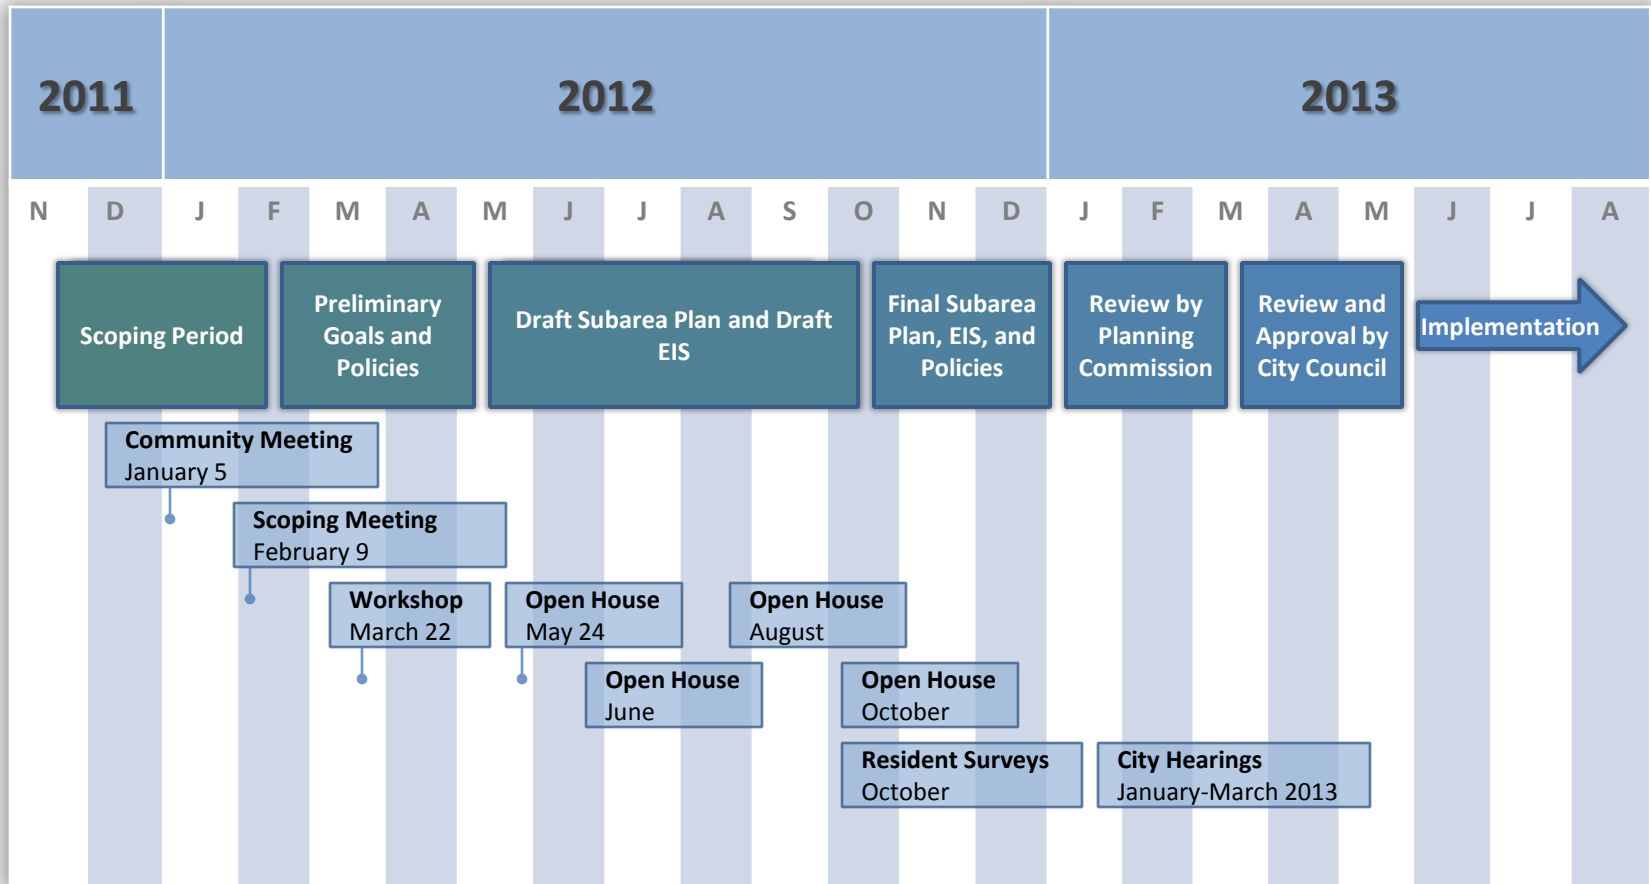 2011 2012 2013
N D J F M A M J J A S O N D J F M A M J J A
Scoping Period
Preliminary
Goals and
Policies
Draft Subarea Plan and Draft
EIS
Final Subarea
Plan, EIS, and
Policies
Review by
Planning
Commission
Review and
Approval by
City Council
Implementation
Community Meeting
January 5
Scoping Meeting
February 9
Workshop
March 22
Open House
May 24
Open House
August
Open House
June
Open House
October
Resident Surveys
October
City Hearings
January-March 2013